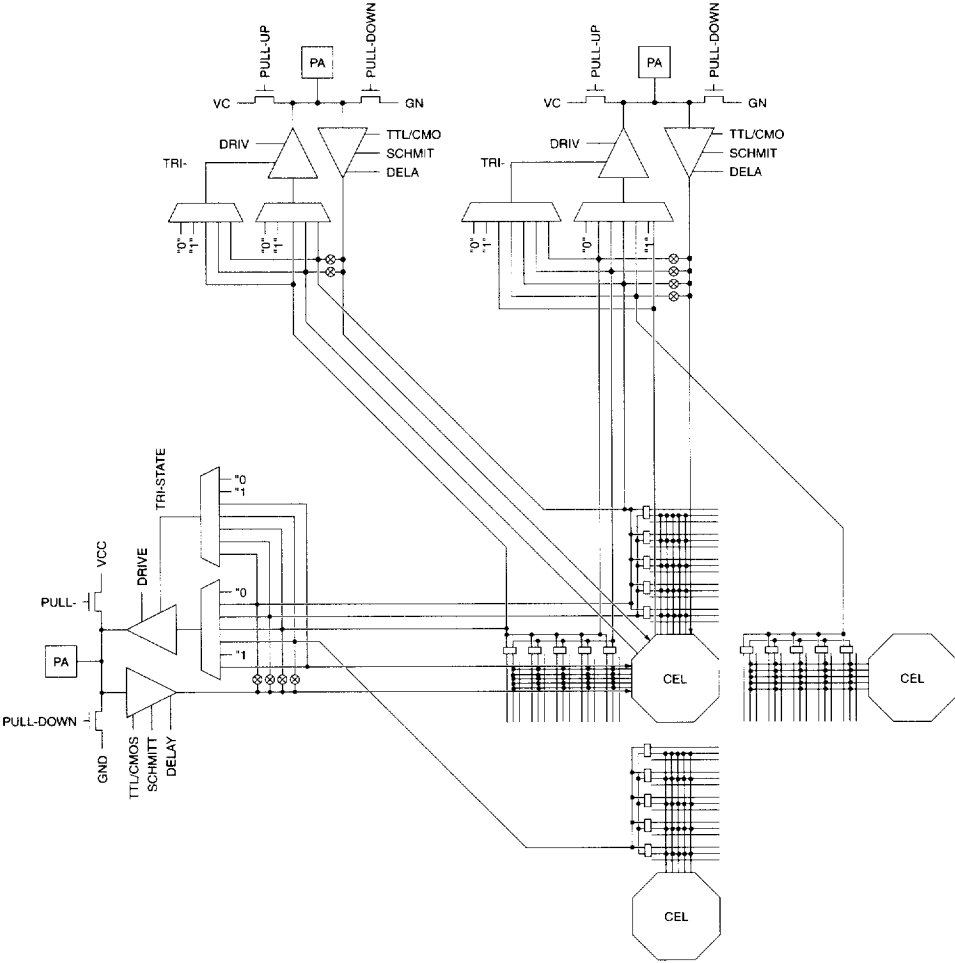 PULL-UP
PA
PULL-DOWN
VC
GN
DRIV
TTL/CMO
SCHMIT
DELA
TRI-
"0"
"1"
"0"
"1"
PULL-UP
PA
PULL-DOWN
VC
GN
DRIV
TTL/CMO
SCHMIT
DELA
TRI-
"0"
"1"
"0"
"1"
TRI-STATE
"0
"1
VCC
DRIVE
PULL-
"0
"1
PA
PULL-DOWN
GND
TTL/CMOS
SCHMITT
DELAY
CEL
CEL
CEL